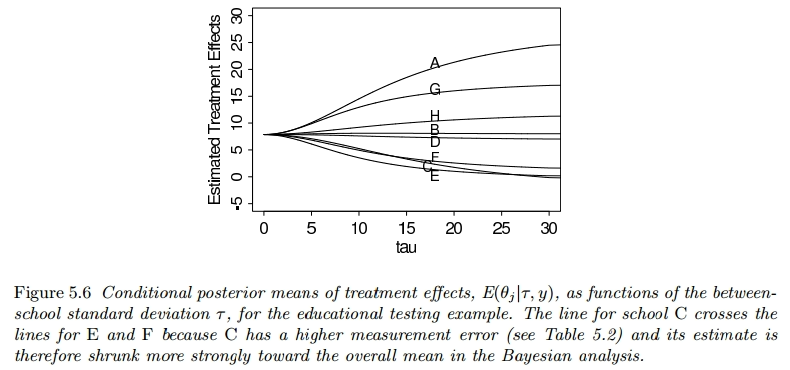 Estimated Treatment Effects
30
25
20
15
10
5
0
-5
A
G
H
B
D
F
C
E
0 5 10 15 20 25 30
tau
Figure 5.6 Conditional posterior means of treatment effects, E(θj|τ, y), as functions of the between-
school standard deviation τ, for the educational testing example. The line for school C crosses the
lines for E and F because C has a higher measurement error (see Table 5.2) and its estimate is
therefore shrunk more strongly toward the overall mean in the Bayesian analysis.